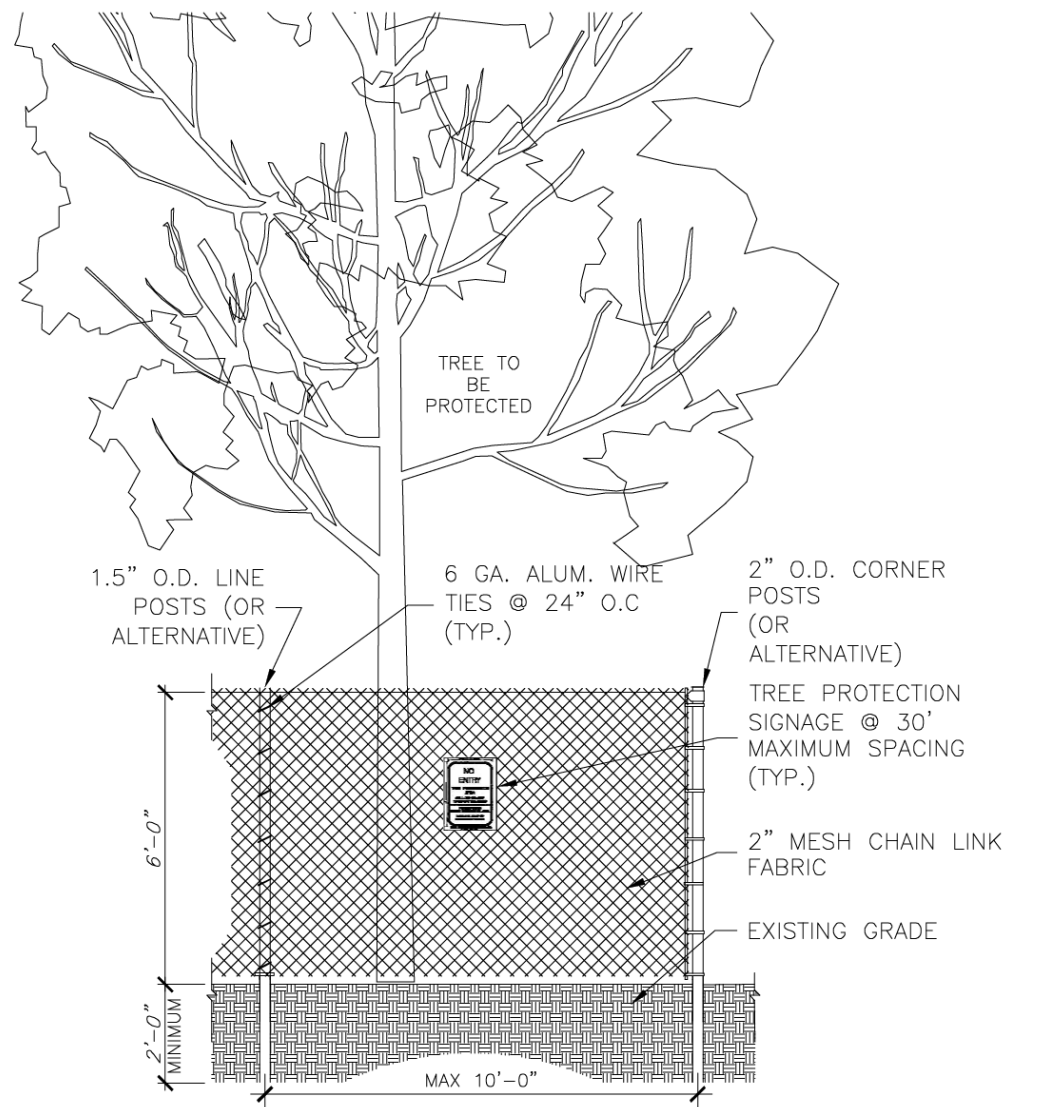 TREE TO
BE
PROTECTED
1.5” O.D. LINE
POSTS (OR
ALTERNATIVE)
6 GA. ALUM. WIRE
TIES @ 24” O.C
(TYP.)
2” O.D. CORNER
POSTS
(OR
ALTERNATIVE)
TREE PROTECTION
SIGNAGE @ 30’
MAXIMUM SPACING
(TYP.)
NO
ENTRY
2” MESH CHAIN LINK
FABRIC
EXISTING GRADE
6’-0”
2’-0”
MINIMUM
MAX 10’-0”